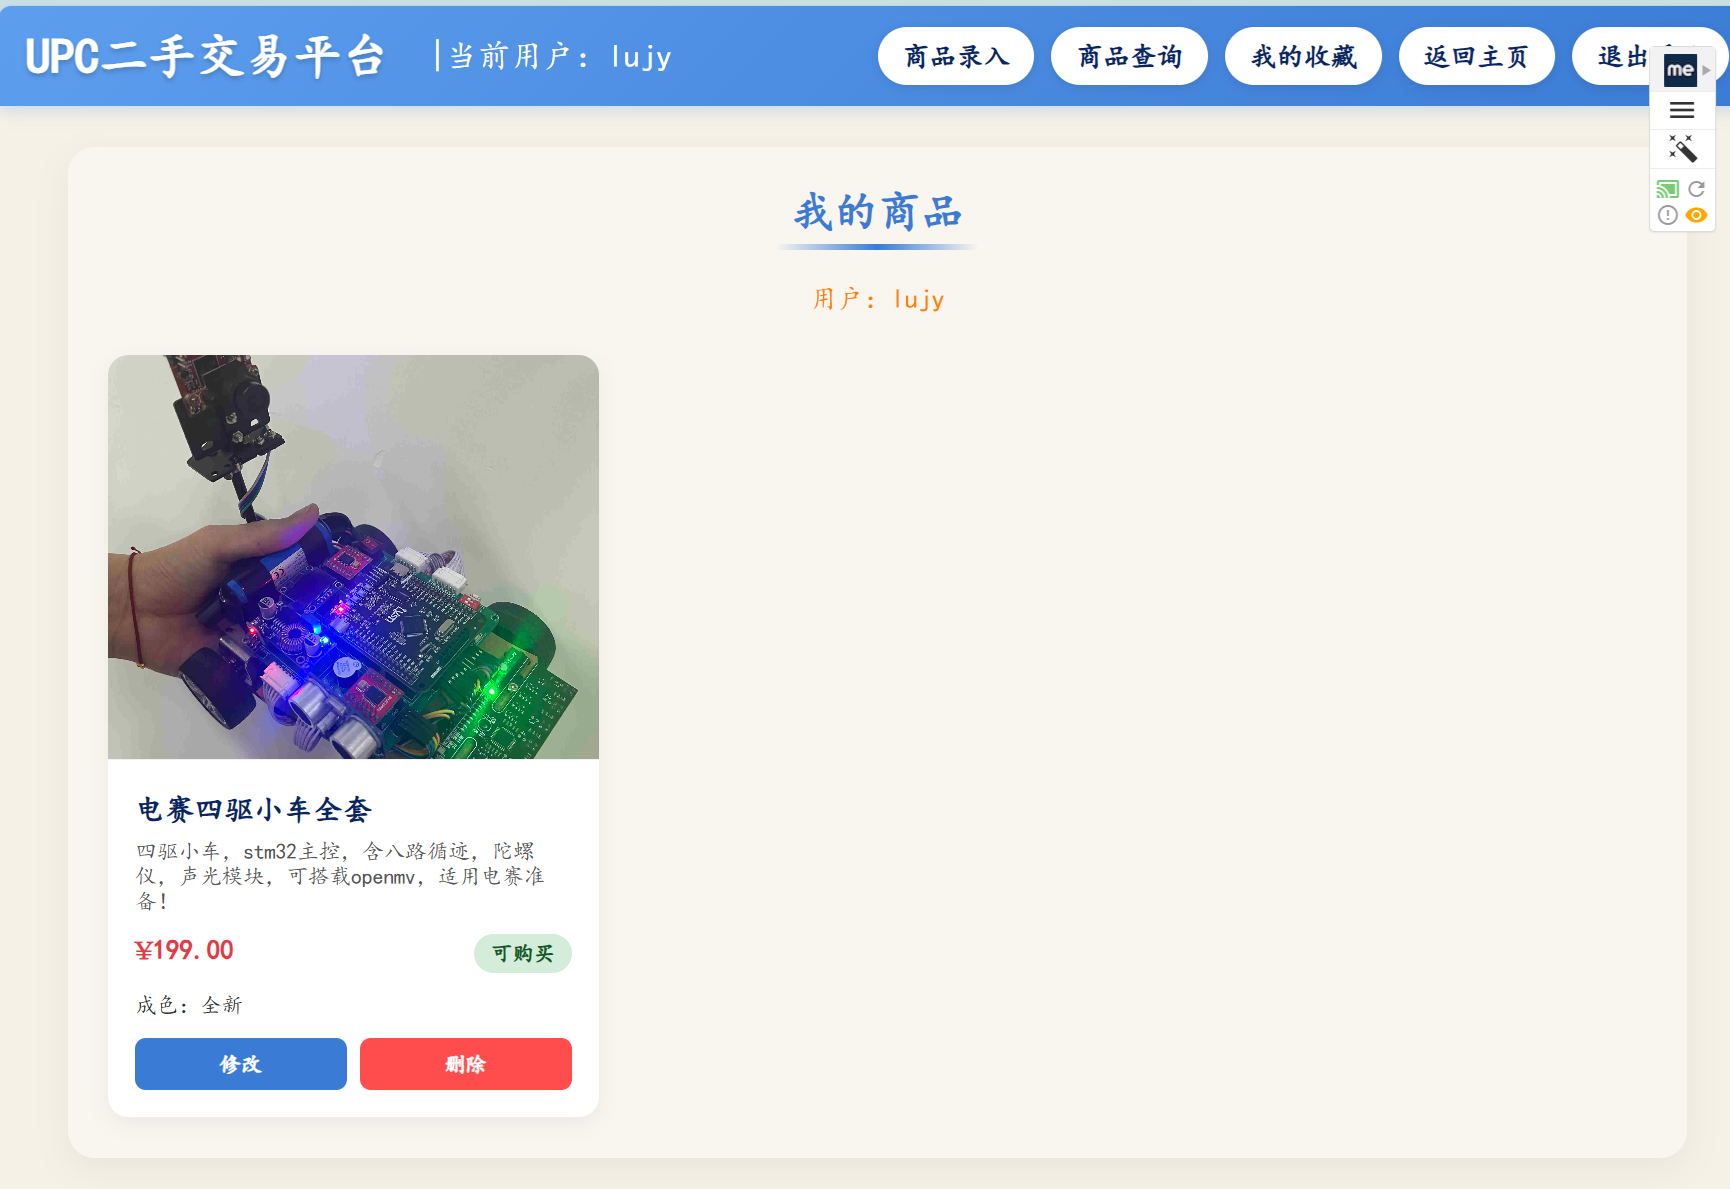 UPC二手交易平台
|当前用户：lujy
商品录入
商品查询
我的收藏
返回主页
退出
me
我的商品
用户：lujy
电赛四驱小车全套
四驱小车，stm32主控，含八路循迹，陀螺
仪，声光模块，可搭载openmv，适用电赛准
备！
¥199.00
可购买
成色：全新
修改
删除